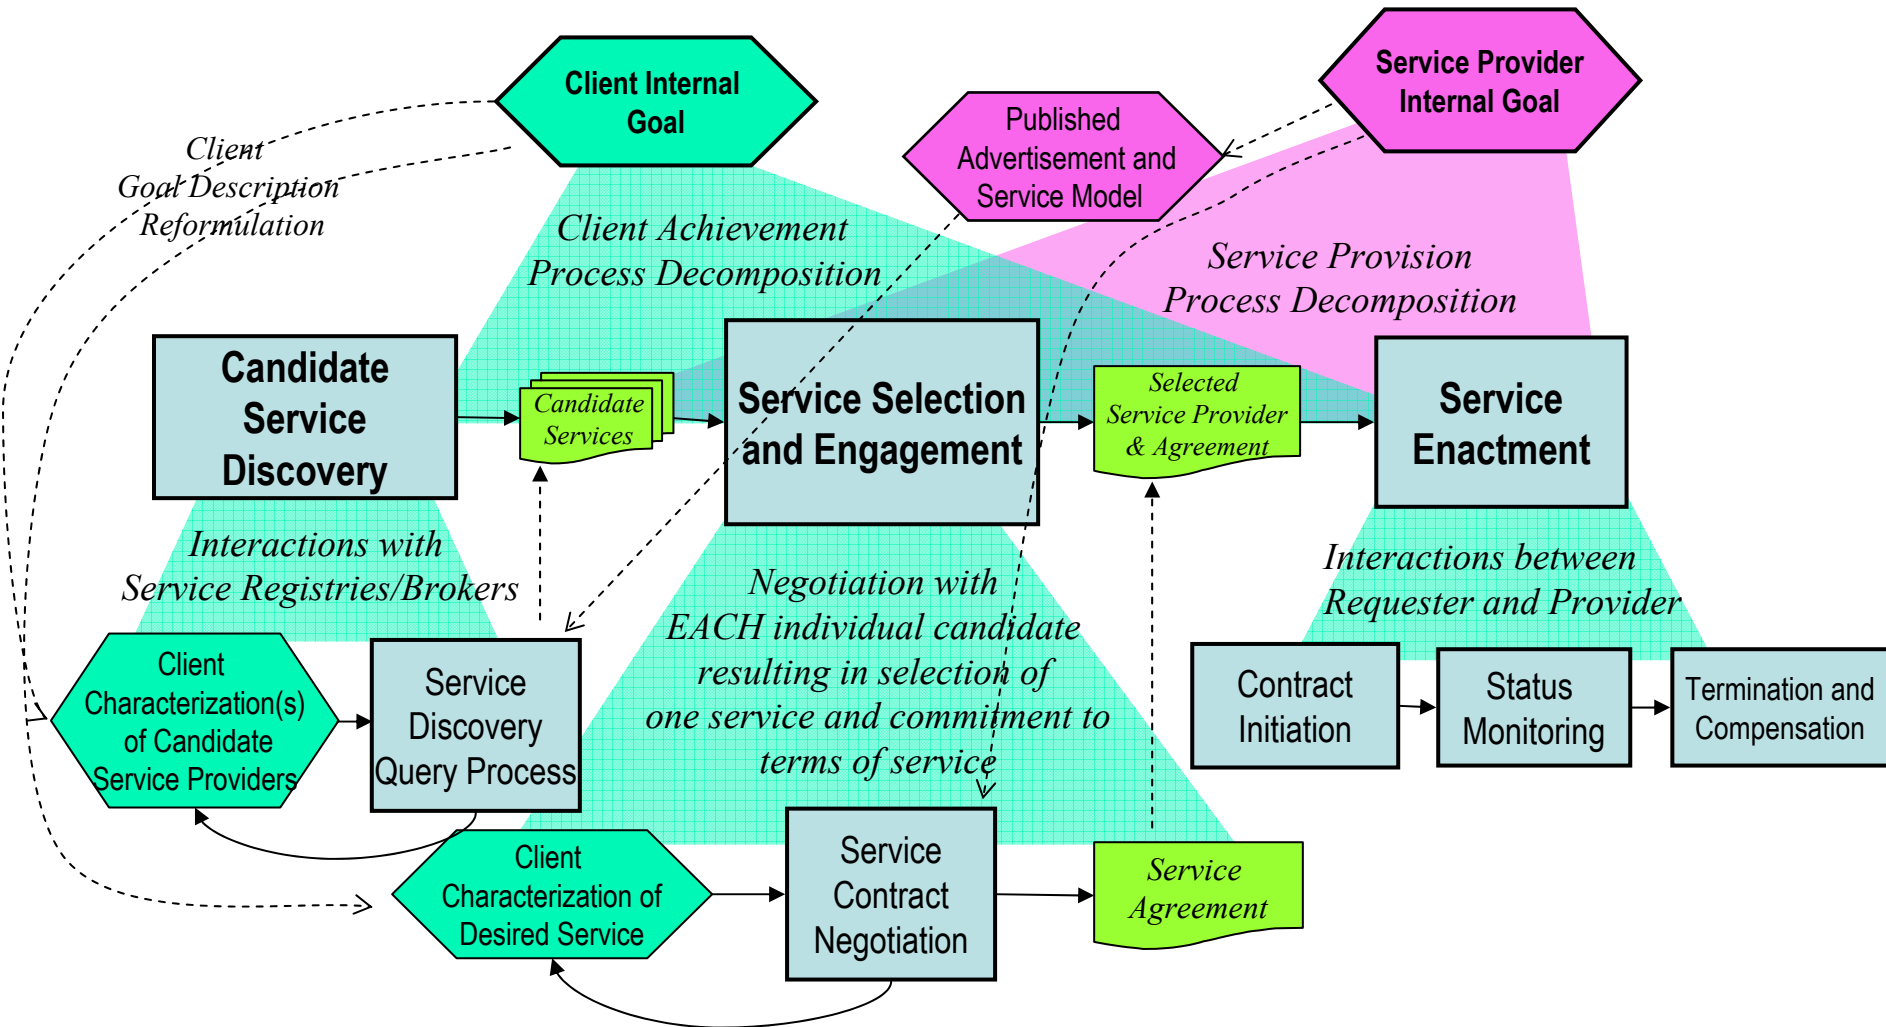 Client Internal
Goal
Service Provider
Internal Goal
Published
Advertisement and
Service Model
Client
Goal Description
Reformulation
Client Achievement
Process Decomposition
Service Provision
Process Decomposition
Candidate
Service
Discovery
Candidate
Services
Service Selection
and Engagement
Selected
Service Provider
& Agreement
Service
Enactment
Interactions with
Service Registries/Brokers
Negotiation with
EACH individual candidate
resulting in selection of
one service and commitment to
terms of service
Interactions between
Requester and Provider
Client
Characterization(s)
of Candidate
Service Providers
Service
Discovery
Query Process
Contract
Initiation
Status
Monitoring
Termination and
Compensation
Client
Characterization of
Desired Service
Service
Contract
Negotiation
Service
Agreement